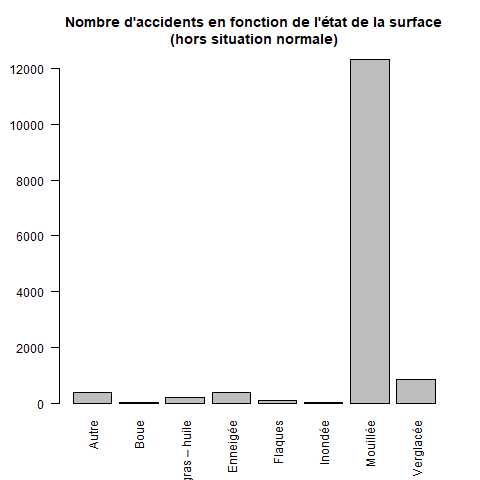 Nombre d'accidents en fonction de l'état de la surface
(hors situation normale)
12000
10000
8000
6000
4000
2000
0
Autre
Boue
gras – huile
Enneigée
Flaques
Inondée
Mouillée
Verglacée